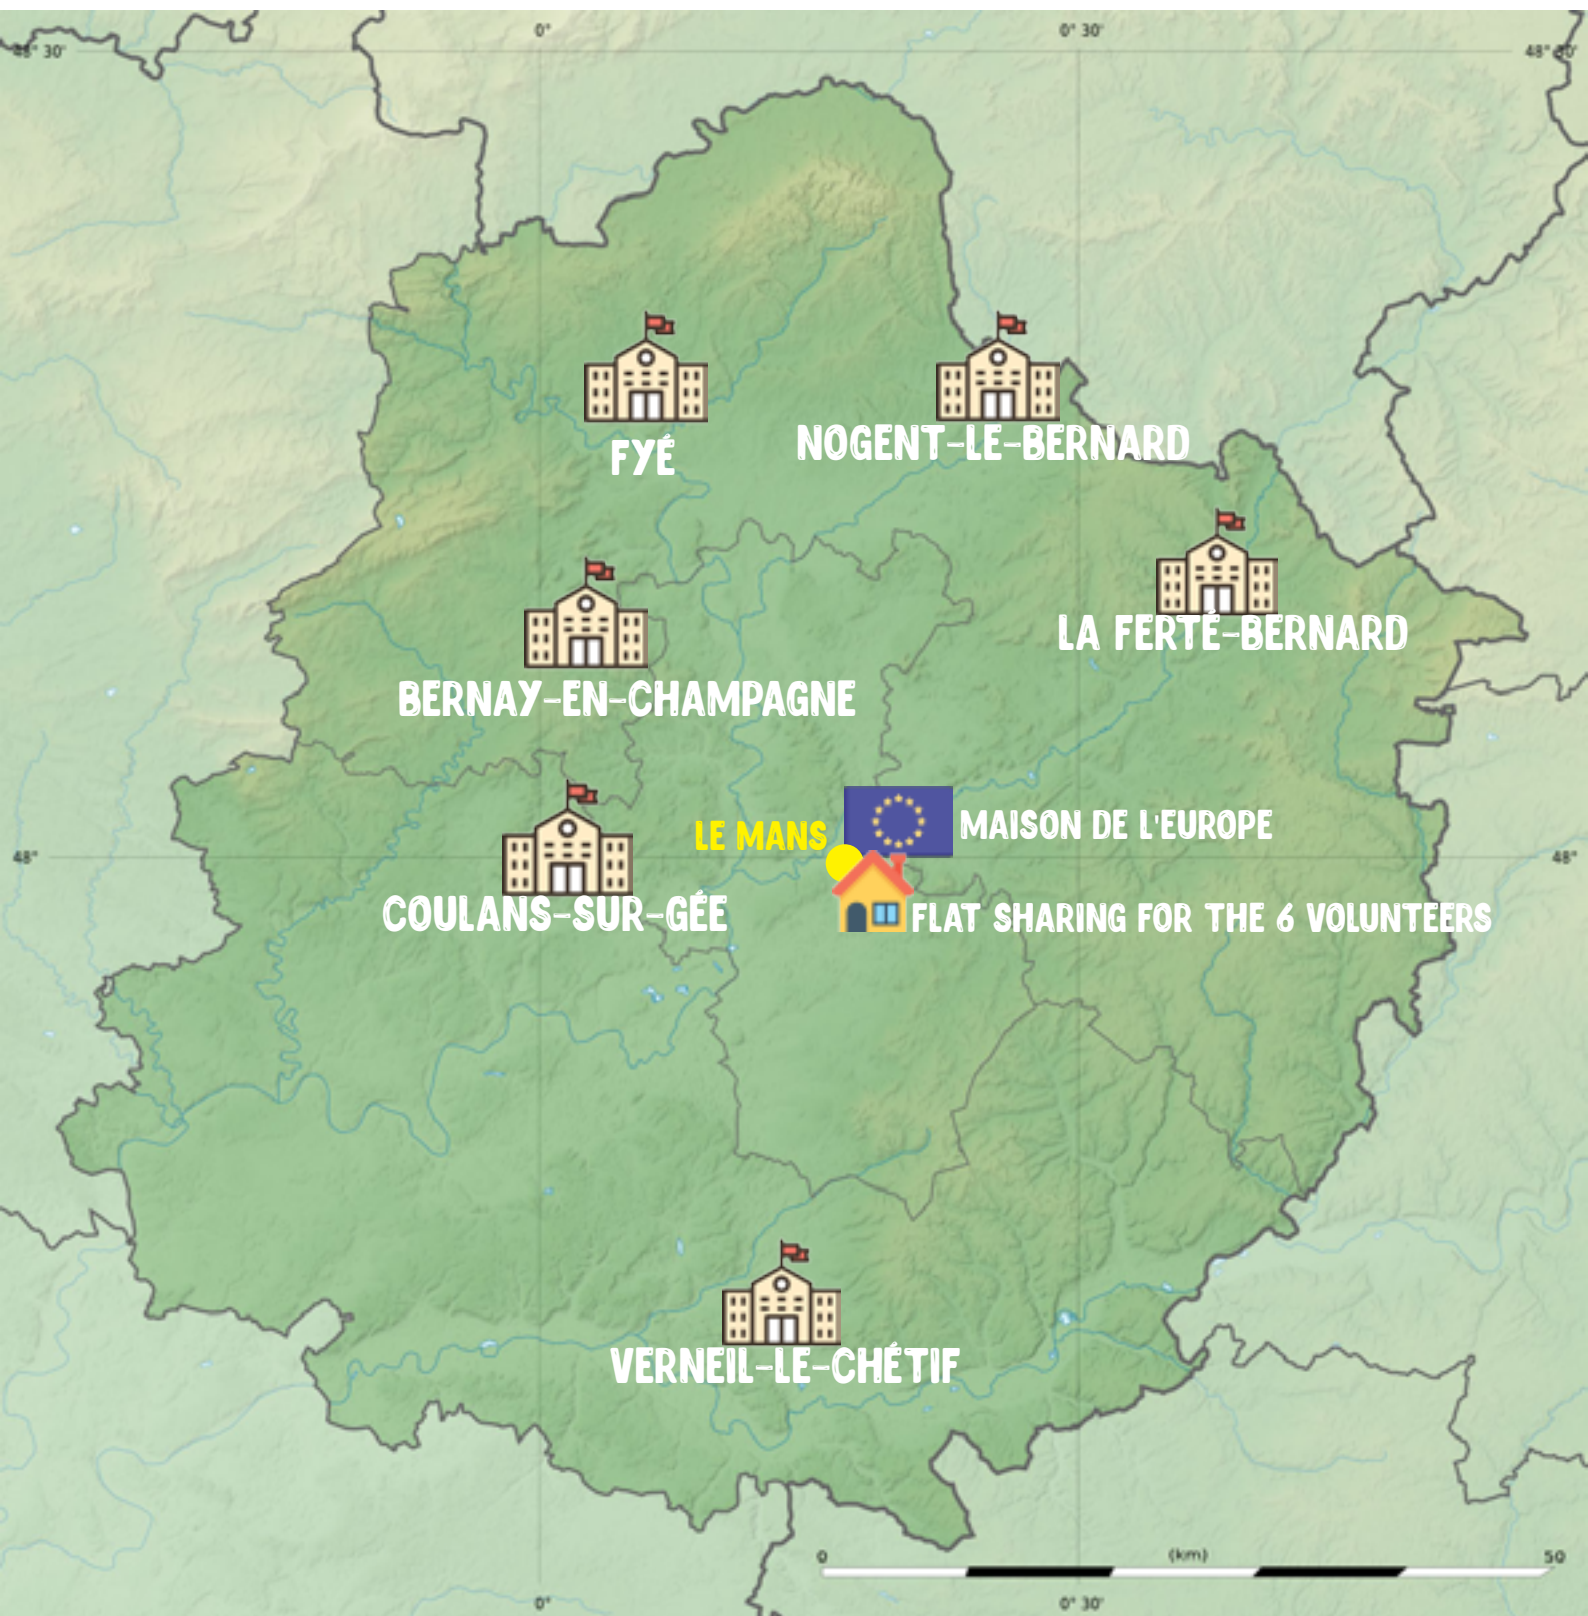 0°
0° 30'
48° 30'
48° 30'
FYÉ
NOGENT-LE-BERNARD
LA FERTÉ-BERNARD
BERNAY-EN-CHAMPAGNE
LE MANS
MAISON DE L'EUROPE
48°
48°
COULANS-SUR-GÉE
FLAT SHARING FOR THE 6 VOLUNTEERS
VERNEIL-LE-CHÉTIF
0
(km)
50
0°
0° 30'